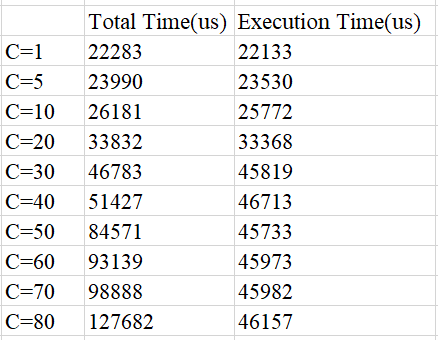 Total Time(us) Execution Time(us)
C=1 22283 22133
C=5 23990 23530
C=10 26181 25772
C=20 33832 33368
C=30 46783 45819
C=40 51427 46713
C=50 84571 45733
C=60 93139 45973
C=70 98888 45982
C=80 127682 46157